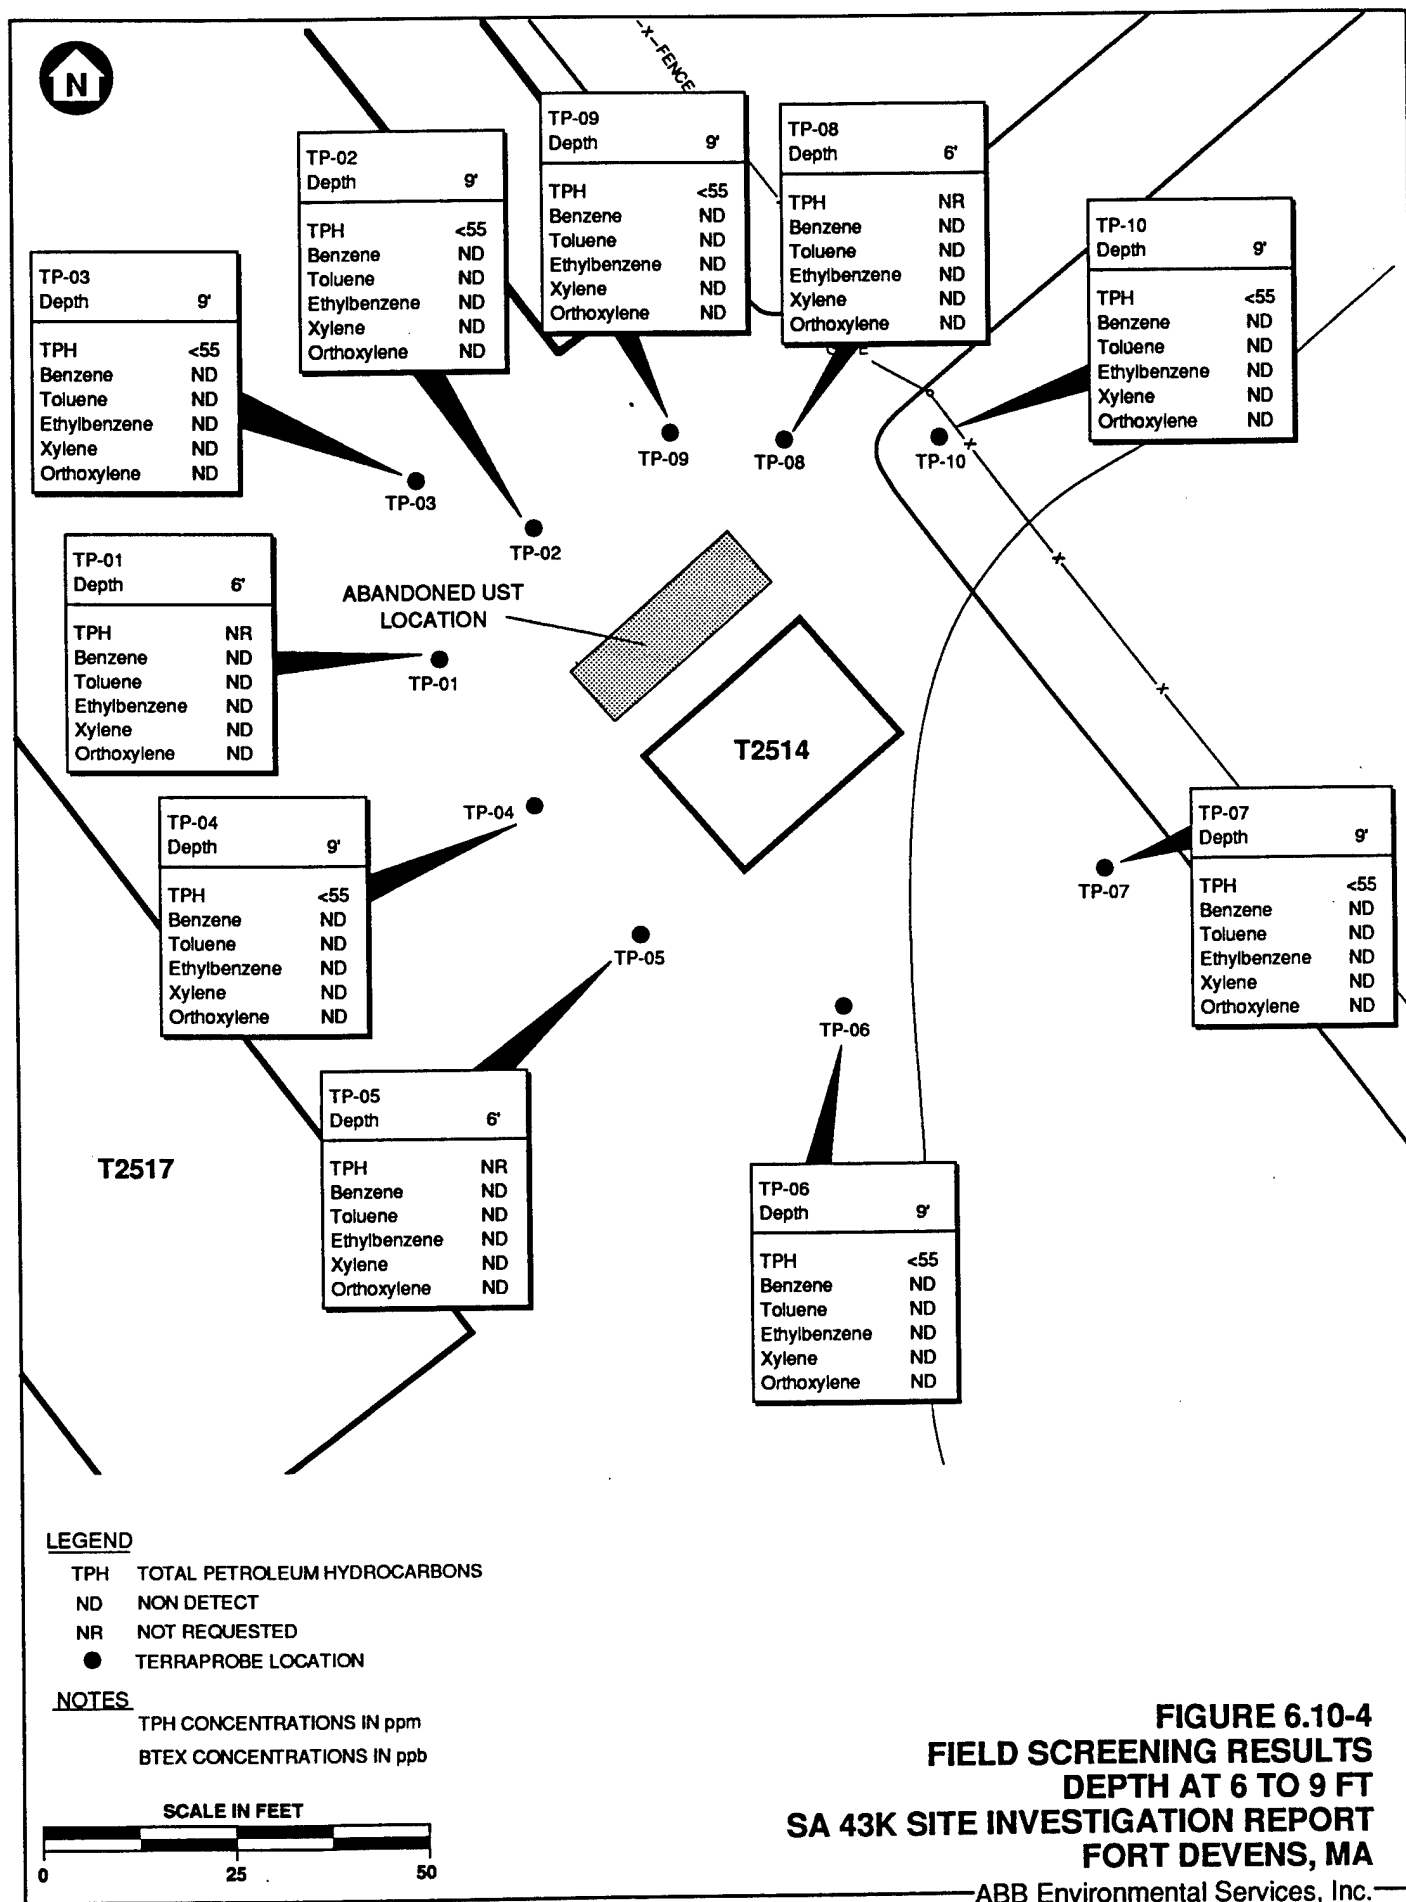 N
-x-FENCE
TP-09
Depth 9'
TPH <55
Benzene ND
Toluene ND
Ethylbenzene ND
Xylene ND
Orthoxylene ND
TP-08
Depth 6'
TPH NR
Benzene ND
Toluene ND
Ethylbenzene ND
Xylene ND
Orthoxylene ND
TP-02
Depth 9'
TPH <55
Benzene ND
Toluene ND
Ethylbenzene ND
Xylene ND
Orthoxylene ND
TP-10
Depth 9'
TPH <55
Benzene ND
Toluene ND
Ethylbenzene ND
Xylene ND
Orthoxylene ND
TP-03
Depth 9'
TPH <55
Benzene ND
Toluene ND
Ethylbenzene ND
Xylene ND
Orthoxylene ND
TP-09
TP-08
TP-10
TP-03
TP-02
TP-01
Depth 6'
TPH NR
Benzene ND
Toluene ND
Ethylbenzene ND
Xylene ND
Orthoxylene ND
ABANDONED UST
LOCATION
TP-01
T2514
TP-04
TP-04
Depth 9'
TPH <55
Benzene ND
Toluene ND
Ethylbenzene ND
Xylene ND
Orthoxylene ND
TP-07
Depth 9'
TPH <55
Benzene ND
Toluene ND
Ethylbenzene ND
Xylene ND
Orthoxylene ND
TP-07
TP-05
TP-06
TP-05
Depth 6'
TPH NR
Benzene ND
Toluene ND
Ethylbenzene ND
Xylene ND
Orthoxylene ND
T2517
TP-06
Depth 9'
TPH <55
Benzene ND
Toluene ND
Ethylbenzene ND
Xylene ND
Orthoxylene ND
LEGEND
TPH TOTAL PETROLEUM HYDROCARBONS
ND NON DETECT
NR NOT REQUESTED
TERRAPROBE LOCATION
NOTES
TPH CONCENTRATIONS IN ppm
BTEX CONCENTRATIONS IN ppb
SCALE IN FEET
0 25 50
FIGURE 6.10-4
FIELD SCREENING RESULTS
DEPTH AT 6 TO 9 FT
SA 43K SITE INVESTIGATION REPORT
FORT DEVENS, MA
ABB Environmental Services, Inc.